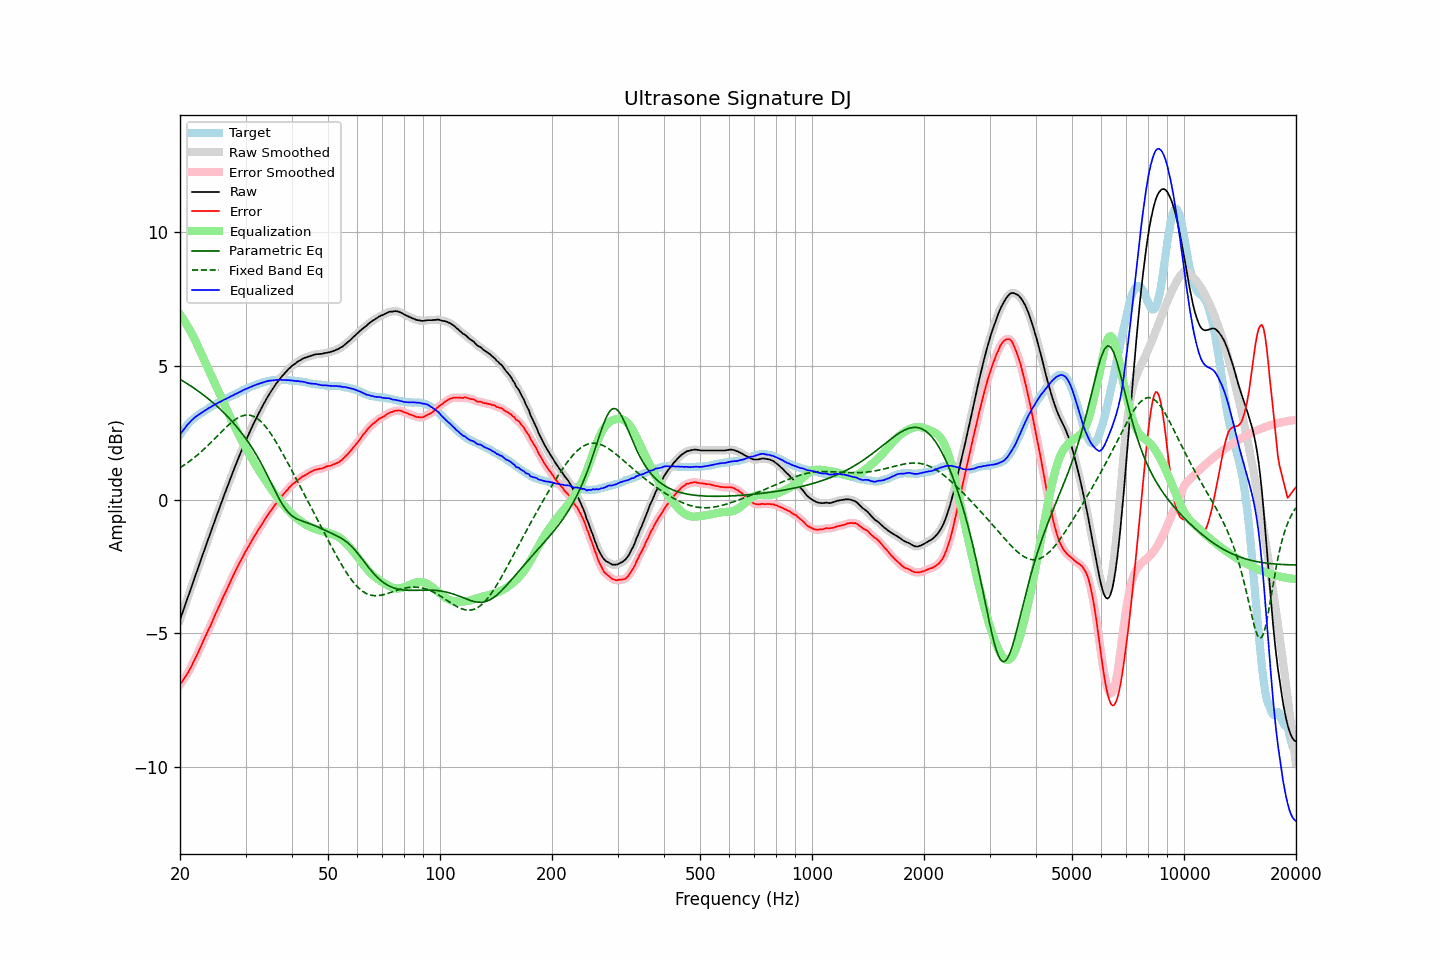 Ultrasone Signature DJ
Target
Raw Smoothed
Error Smoothed
Raw
Error
Equalization
Parametric Eq
Fixed Band Eq
Equalized
Amplitude (dBr)
10
5
0
−5
−10
20 50 100 200 500 1000 2000 5000 10000 20000
Frequency (Hz)